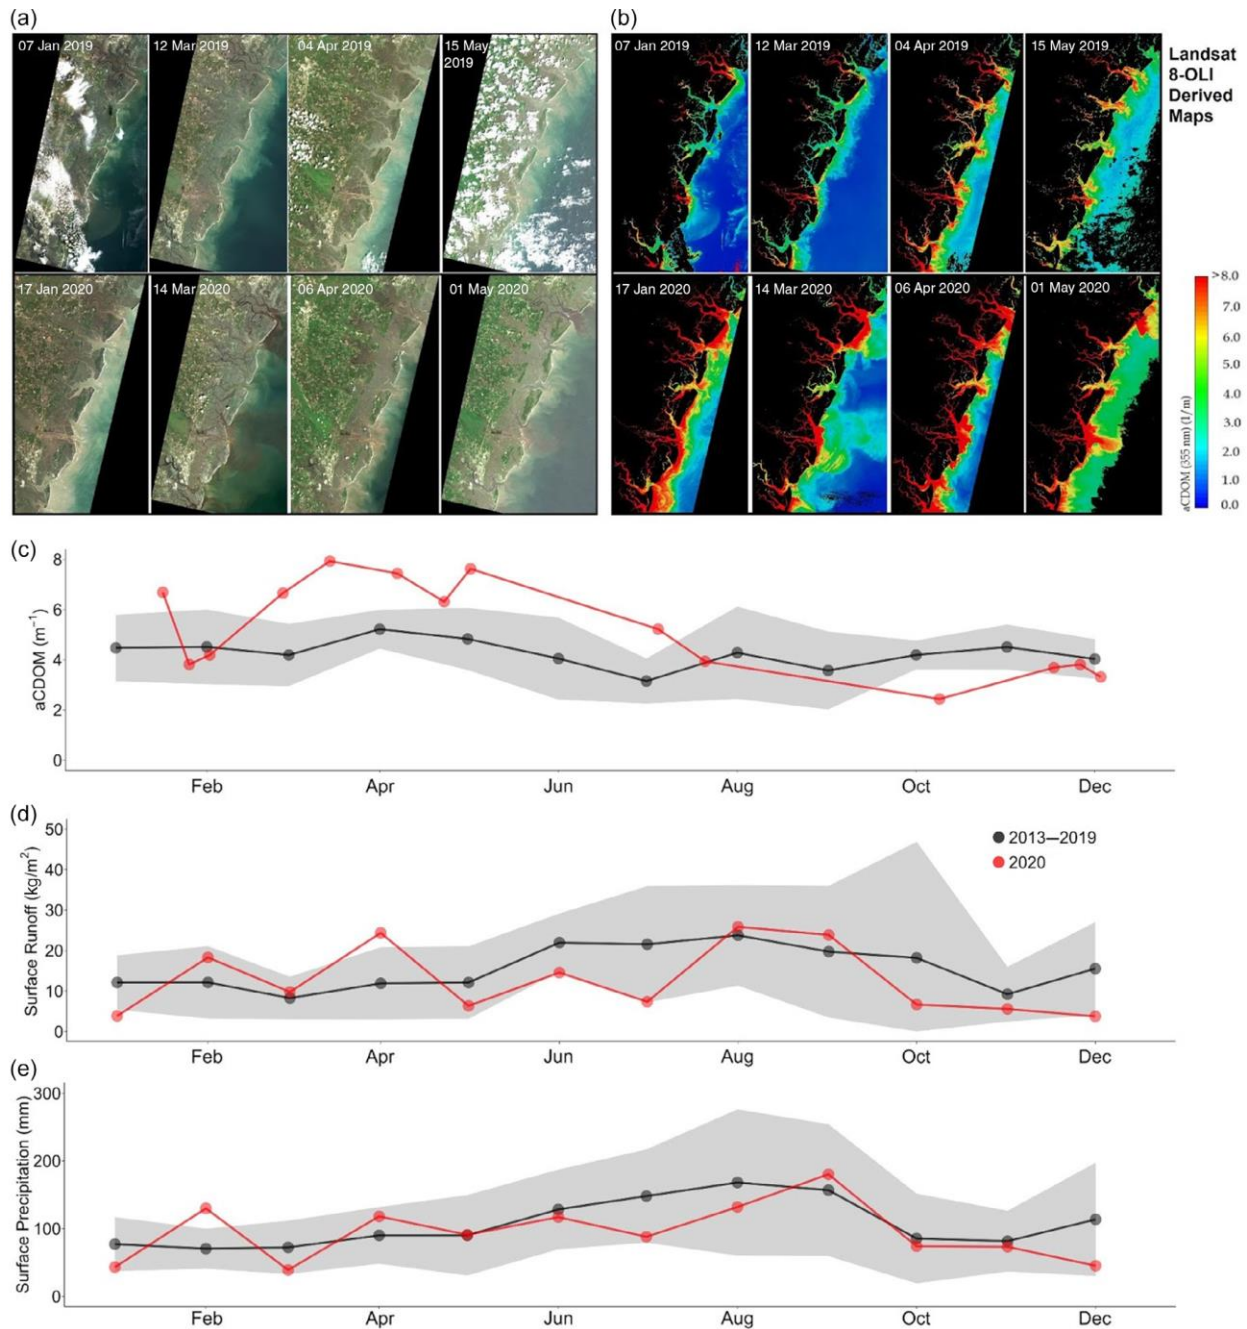 (a)
(b)
07 Jan 2019
12 Mar 2019
04 Apr 2019
15 May
2019
07 Jan 2019
12 Mar 2019
04 Apr 2019
15 May 2019
Landsat
8-OLI
Derived
Maps
17 Jan 2020
14 Mar 2020
06 Apr 2020
01 May 2020
17 Jan 2020
14 Mar 2020
06 Apr 2020
01 May 2020
>8.0
7.0
6.0
5.0
4.0
3.0
2.0
1.0
0.0
aCDOM (355 nm) (1/m)
(c)
8
6
4
2
0
aCDOM (m⁻¹)
Feb
Apr
Jun
Aug
Oct
Dec
(d)
50
40
30
20
10
0
Surface Runoff (kg/m²)
2013—2019
2020
Feb
Apr
Jun
Aug
Oct
Dec
(e)
300
200
100
0
Surface Precipitation (mm)
Feb
Apr
Jun
Aug
Oct
Dec